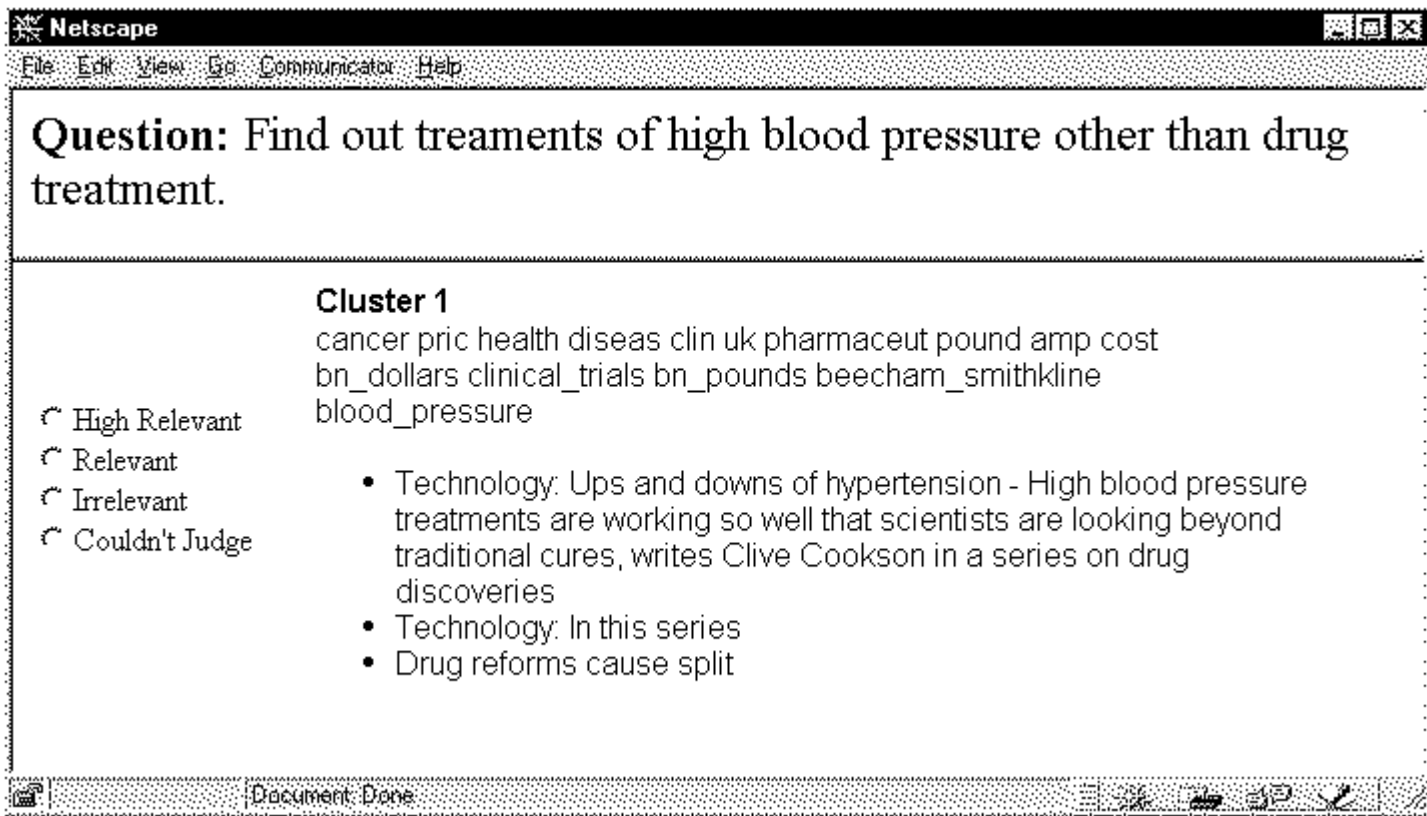 Netscape
File Edit View Go Communicator Help
Question: Find out treaments of high blood pressure other than drug
treatment.
Cluster 1
cancer pric health diseas clin uk pharmaceut pound amp cost
bn_dollars clinical_trials bn_pounds beecham_smithkline
blood_pressure
High Relevant
Relevant
Irrelevant
Couldn't Judge
• Technology: Ups and downs of hypertension - High blood pressure
treatments are working so well that scientists are looking beyond
traditional cures, writes Clive Cookson in a series on drug
discoveries
• Technology: In this series
• Drug reforms cause split
Document: Done